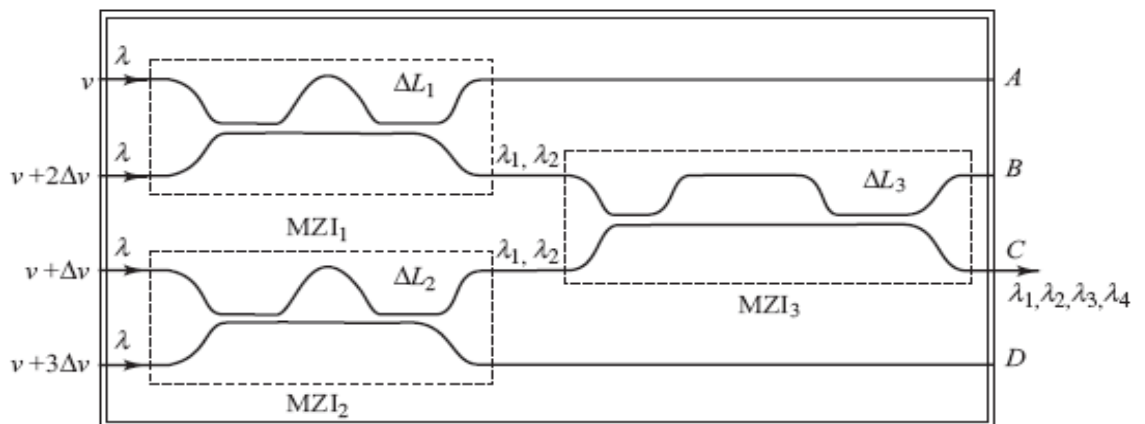 λ
ν
ΔL₁
A
λ
ν+2Δν
λ₁, λ₂
B
ΔL₃
MZI₁
λ
ν+Δν
λ₁, λ₂
ΔL₂
C
λ₁,λ₂,λ₃,λ₄
MZI₃
λ
ν+3Δν
D
MZI₂